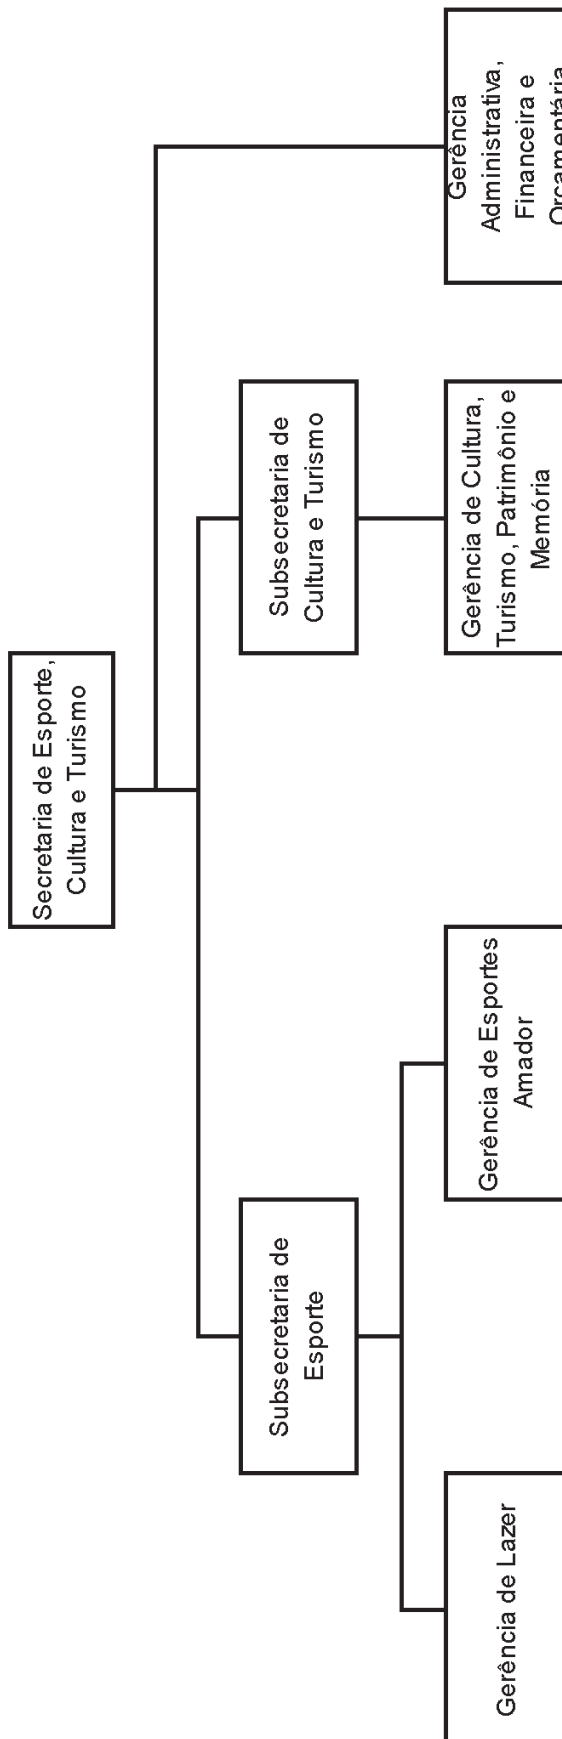 Secretaria de Esporte,
Cultura e Turismo
Subsecretaria de
Esporte
Subsecretaria de
Cultura e Turismo
Gerência de Lazer
Gerência de Esportes
Amador
Gerência de Cultura,
Turismo, Patrimônio e
Memória
Gerência
Administrativa,
Financeira e
Orçamentária